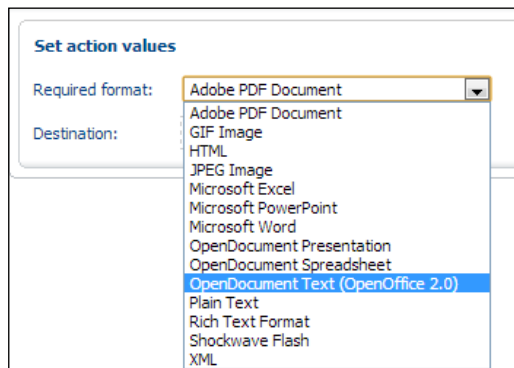 Set action values
Required format: Adobe PDF Document
Adobe PDF Document
Destination:
GIF Image
HTML
JPEG Image
Microsoft Excel
Microsoft PowerPoint
Microsoft Word
OpenDocument Presentation
OpenDocument Spreadsheet
OpenDocument Text (OpenOffice 2.0)
Plain Text
Rich Text Format
Shockwave Flash
XML